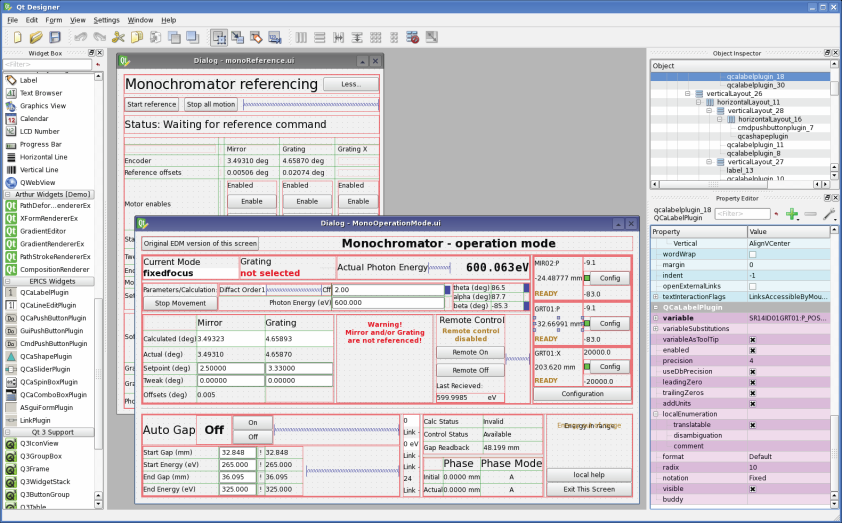 Qt Designer
File Edit Form View Settings Window Help
Widget Box
<Filter>
Label
Text Browser
Graphics View
Calendar
LCD Number
Progress Bar
Horizontal Line
Vertical Line
QWebView
Arthur Widgets [Demo]
PathDefor...endererEx
XFormRendererEx
GradientEditor
GradientRendererEx
PathStrokeRendererEx
CompositionRenderer
EPICS Widgets
QCaLabelPlugin
QCaLineEditPlugin
QCaPushButtonPlugin
GuiPushButtonPlugin
CmdPushButtonPlugin
QCaShapePlugin
QCaSliderPlugin
QCaSpinBoxPlugin
QCaComboBoxPlugin
ASguiFormPlugin
LinkPlugin
Qt 3 Support
Q3IconView
Q3GroupBox
Q3Frame
Q3WidgetStack
Q3ButtonGroup
Q3Table
Dialog - monoReference.ui
Monochromator referencing
Less...
Start reference
Stop all motion
Status: Waiting for reference command
Mirror Grating Grating X
Encoder 3.49310 deg 4.65870 deg
Reference offsets 0.00506 deg 0.02074 deg
Enabled Enabled Enabled
Motor enables Enable Enable Enable
Dialog - MonoOperationMode.ui
Original EDM version of this screen
Monochromator - operation mode
Current Mode
fixedfocus
Grating
not selected
Actual Photon Energy
600.063eV
Parameters/Calculation: Diffact Order1 Cff 2.00
Stop Movement
Photon Energy (eV) 600.000
theta (deg) 86.5
alpha (deg) 87.7
beta (deg) -85.3
Mirror Grating
Calculated (deg) 3.49323 4.65893
Actual (deg) 3.49310 4.65870
Setpoint (deg) 2.50000 3.33000
Tweak (deg) 0.00000 0.00000
Offsets (deg) 0.005
Warning!
Mirror and/or Grating
are not referenced!
Remote Control
Remote control
disabled
Remote On
Remote Off
Last Recieved:
599.9985 eV
MIR02:P -9.1
-24.48777 mm Config
READY -83.0
GRT01:P -9.1
32.66991 mm Config
READY -83.0
GRT01:X 20000.0
203.620 mm Config
READY -20000.0
Configuration
Auto Gap Off
On
Off
Start Gap (mm) 32.848 ! 32.848
Start Energy (eV) 265.000 ! 265.000
End Gap (mm) 36.095 ! 36.095
End Energy (eV) 325.000 ! 325.000
0
Link -
0 eV
Link -
24
Link -
Calc Status Invalid
Control Status Available
Gap Readback 48.199 mm
Phase Phase Mode
Initial 0.0000 mm A
Actual 0.0000 mm A
local help
Exit This Screen
Object Inspector
Object
qcalabelplugin_18
qcalabelplugin_30
verticalLayout_26
horizontalLayout_11
verticalLayout_28
horizontalLayout_16
cmdpushbuttonplugin_7
qcashapeplugin
qcalabelplugin_11
qcalabelplugin_8
verticalLayout_27
label_13
qcalabelplugin_10
Property Editor
qcalabelplugin_18
QCaLabelPlugin
<Filter>
Property Value
Vertical AlignVCenter
wordWrap
margin 0
indent -1
openExternalLinks
textInteractionFlags LinksAccessibleByMou...
QCaLabelPlugin
variable SR14ID01GRT01:P_POS...
variableSubstitutions
variableAsToolTip
enabled
precision 4
useDbPrecision
leadingZero
trailingZeros
addUnits
localEnumeration
translatable
disambiguation
comment
format Default
radix 10
notation Fixed
visible
buddy